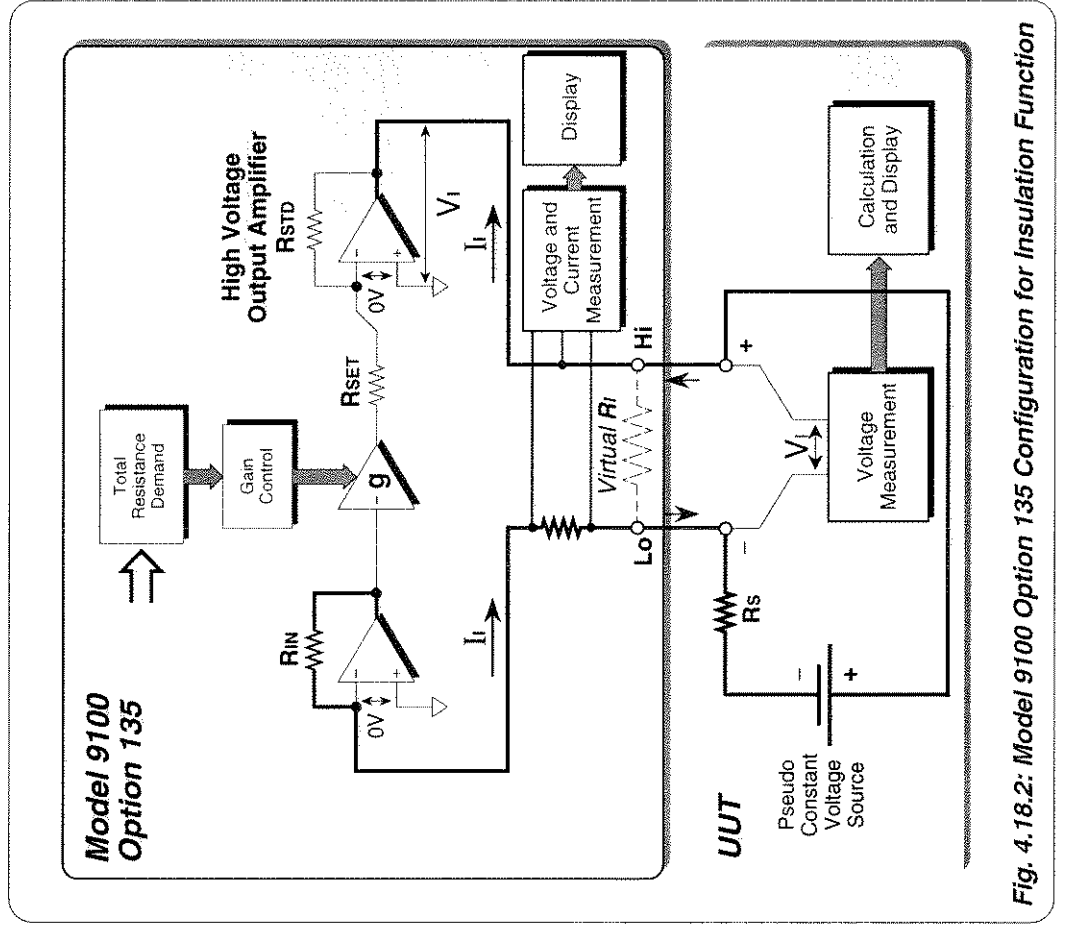 Model 9100
Option 135
Total
Resistance
Demand
Gain
Control
High Voltage
Output Amplifier
RSTD
RIN
g
RSET
−
+
0V
−
−
+
0V
VI
II
II
Voltage and
Current
Measurement
Display
Virtual RI
Lo
Hi
UUT
−
+
RS
VI
Pseudo
Constant
Voltage
Source
−
+
Voltage
Measurement
Calculation
and Display
Fig. 4.18.2: Model 9100 Option 135 Configuration for Insulation Function